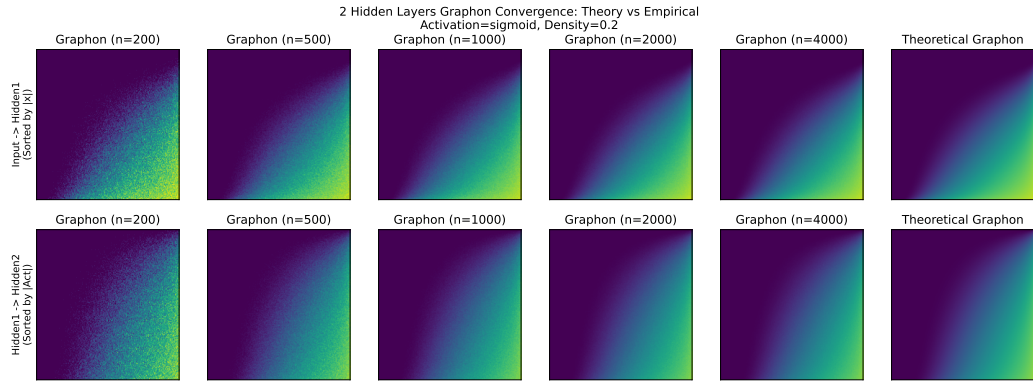 2 Hidden Layers Graphon Convergence: Theory vs Empirical
Activation=sigmoid, Density=0.2
Graphon (n=200)
Graphon (n=500)
Graphon (n=1000)
Graphon (n=2000)
Graphon (n=4000)
Theoretical Graphon
Input -> Hidden1
(Sorted by |x|)
Graphon (n=200)
Graphon (n=500)
Graphon (n=1000)
Graphon (n=2000)
Graphon (n=4000)
Theoretical Graphon
Hidden1 -> Hidden2
(Sorted by |Act|)